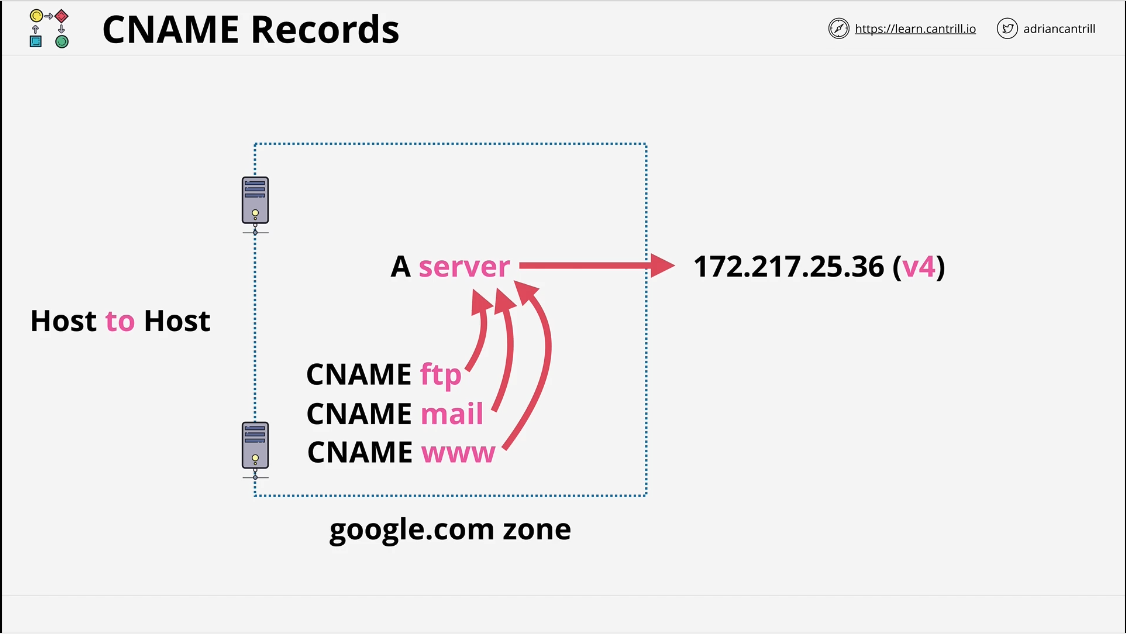 CNAME Records
https://learn.cantrill.io
adriancantrill
A server
172.217.25.36 (v4)
Host to Host
CNAME ftp
CNAME mail
CNAME www
google.com zone